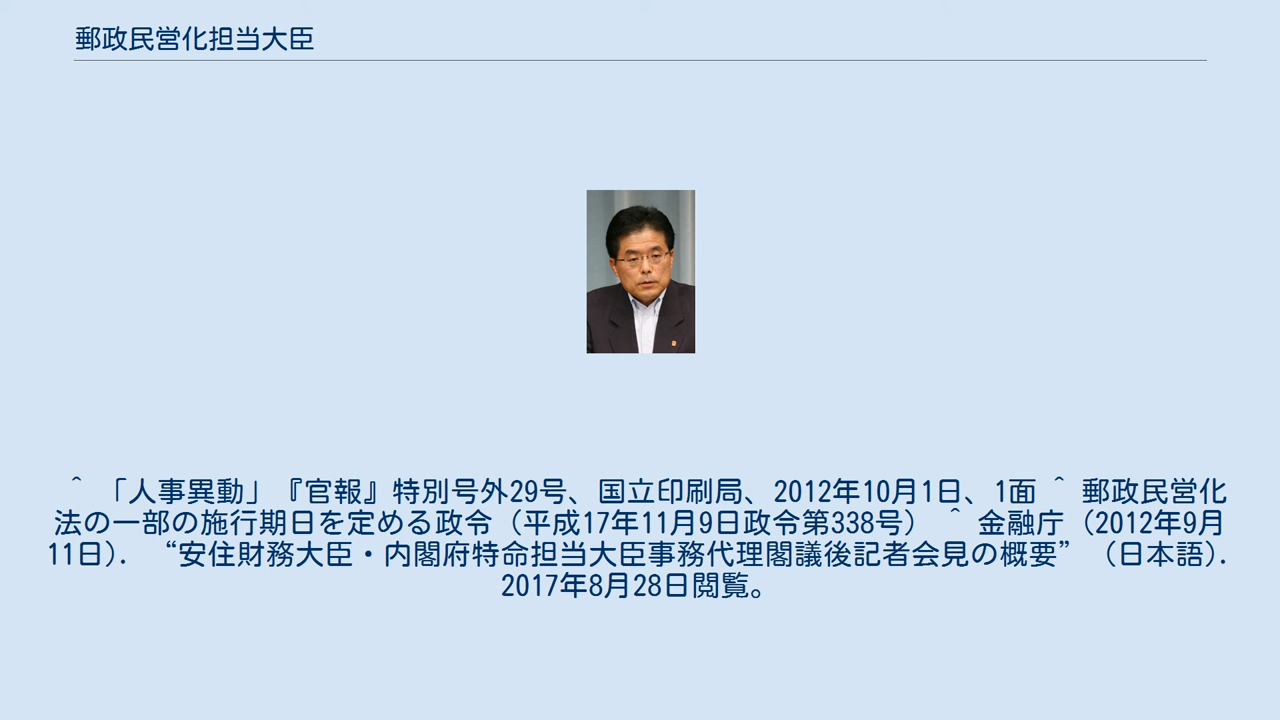 郵政民営化担当大臣
^ 「人事異動」『官報』特別号外29号、国立印刷局、2012年10月1日、1面 ^ 郵政民営化
法の一部の施行期日を定める政令（平成17年11月9日政令第338号） ^ 金融庁（2012年9月
11日）. “安住財務大臣・内閣府特命担当大臣事務代理閣議後記者会見の概要” （日本語）.
2017年8月28日閲覧。